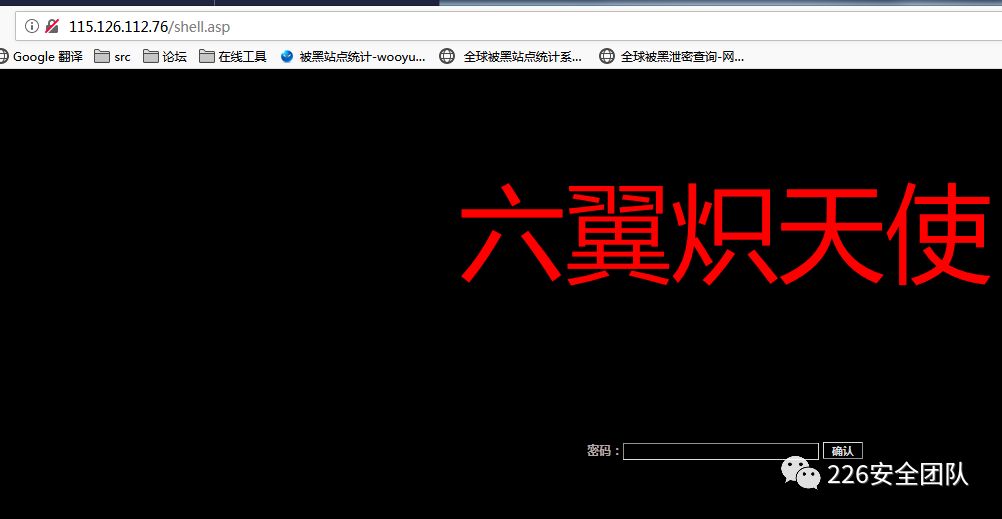 115.126.112.76/shell.asp
Google 翻译 src 论坛 在线工具 被黑站点统计-wooyu... 全球被黑站点统计系... 全球被黑泄密查询-网...
六翼炽天使
密码： 确认
226安全团队